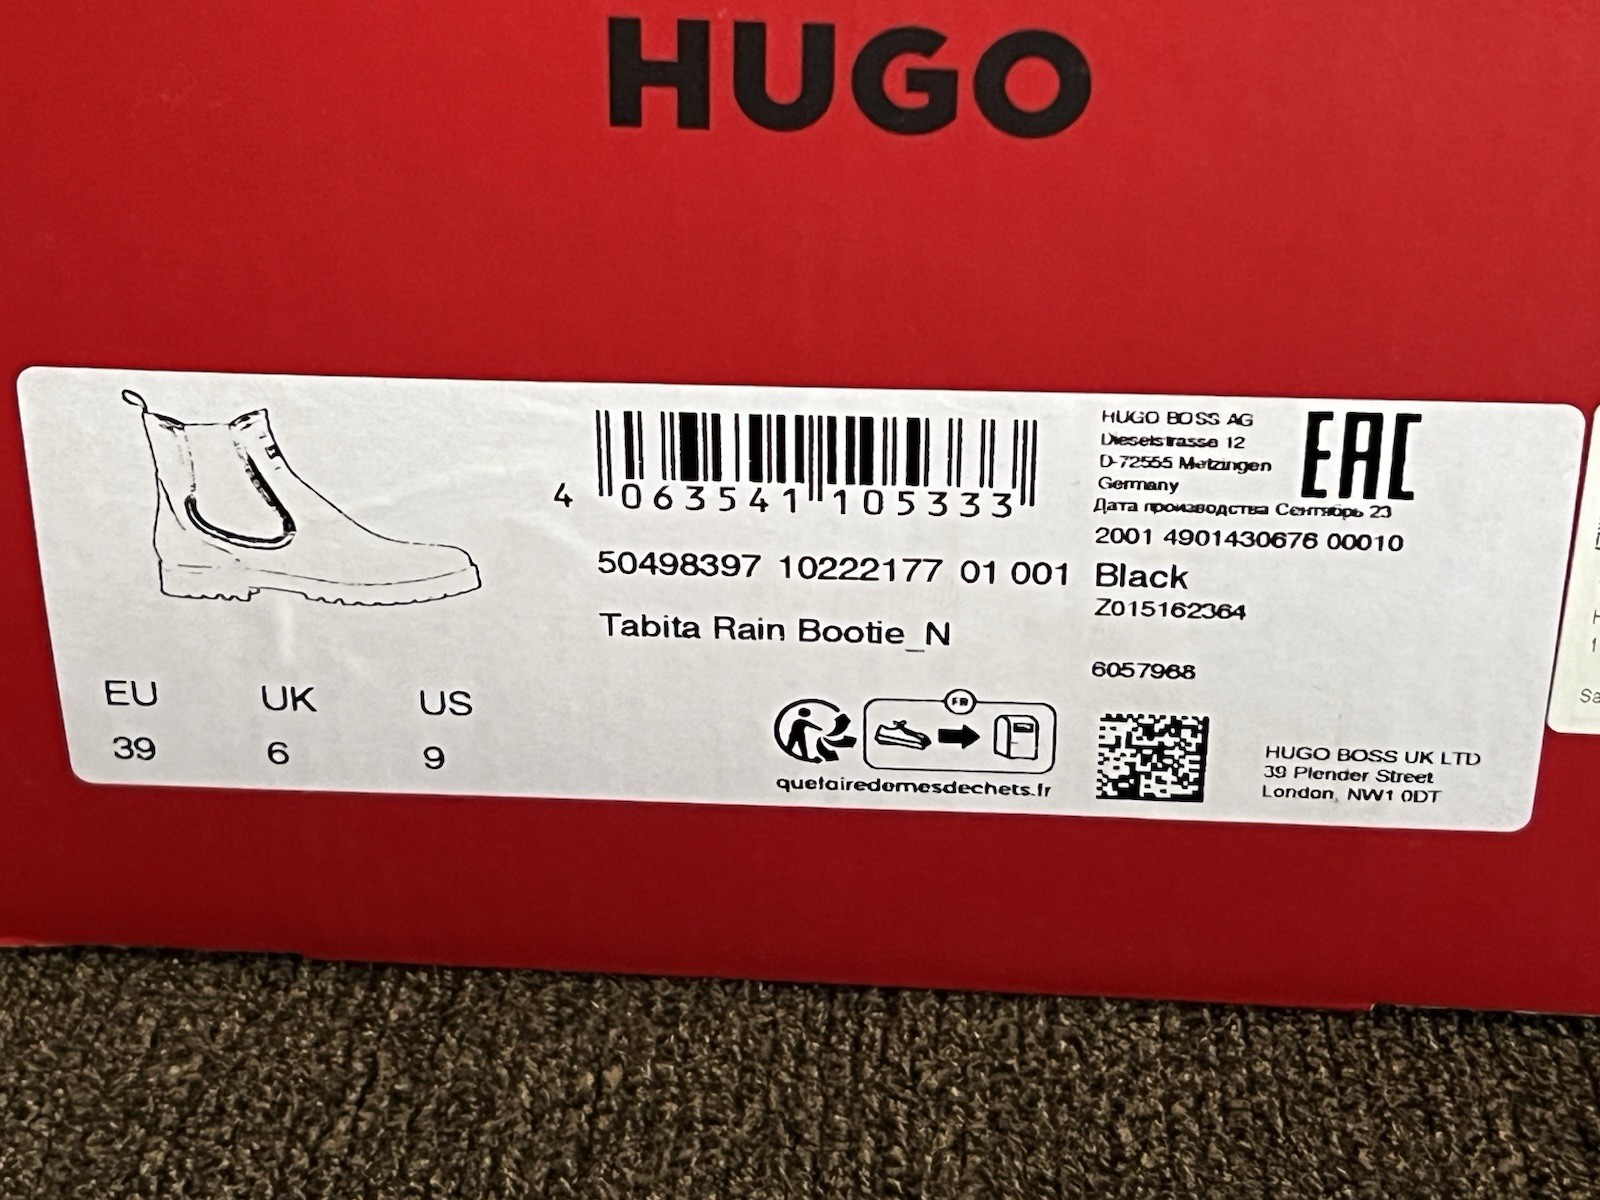 HUGO
4 063541 105333
50498397 10222177 01 001
Tabita Rain Bootie_N
EU UK US
39 6 9
FR
quefairedemesdechets.fr
HUGO BOSS AG
Dieselstrasse 12
D-72555 Metzingen
Germany
EAC
Дата производства Сентябрь 23
2001 4901430676 00010
Black
Z015162364
6057968
HUGO BOSS UK LTD
39 Plender Street
London, NW1 0DT
Sa